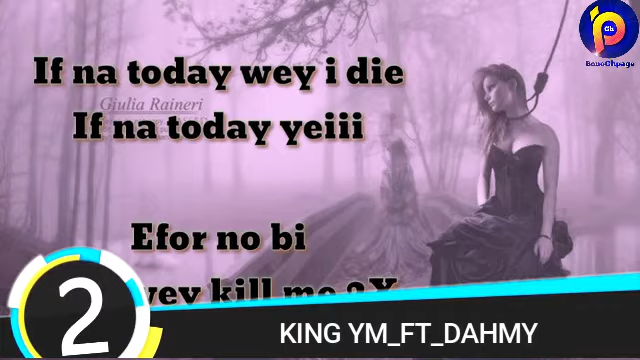 If na today wey i die
Giulia Raineri
If na today yeiii
Efor no bi
wey kill me 2X
2
KING YM_FT_DAHMY